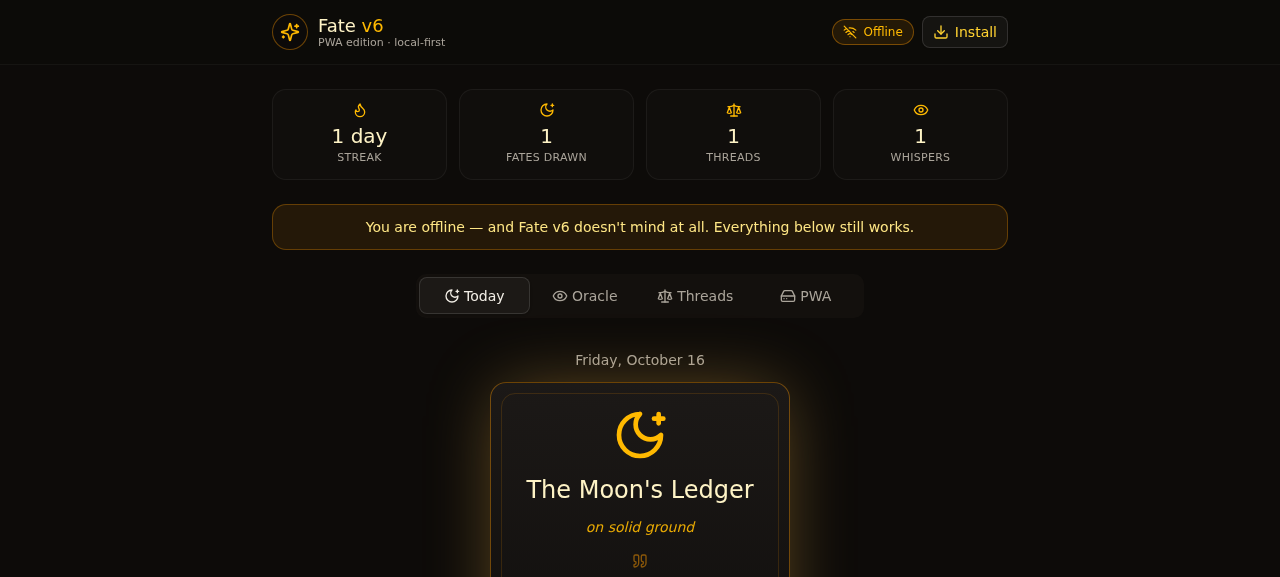 Fate v6
PWA edition · local-first
Offline
Install
1 day
STREAK
1
FATES DRAWN
1
THREADS
1
WHISPERS
You are offline — and Fate v6 doesn't mind at all. Everything below still works.
Today
Oracle
Threads
PWA
Friday, October 16
The Moon's Ledger
on solid ground